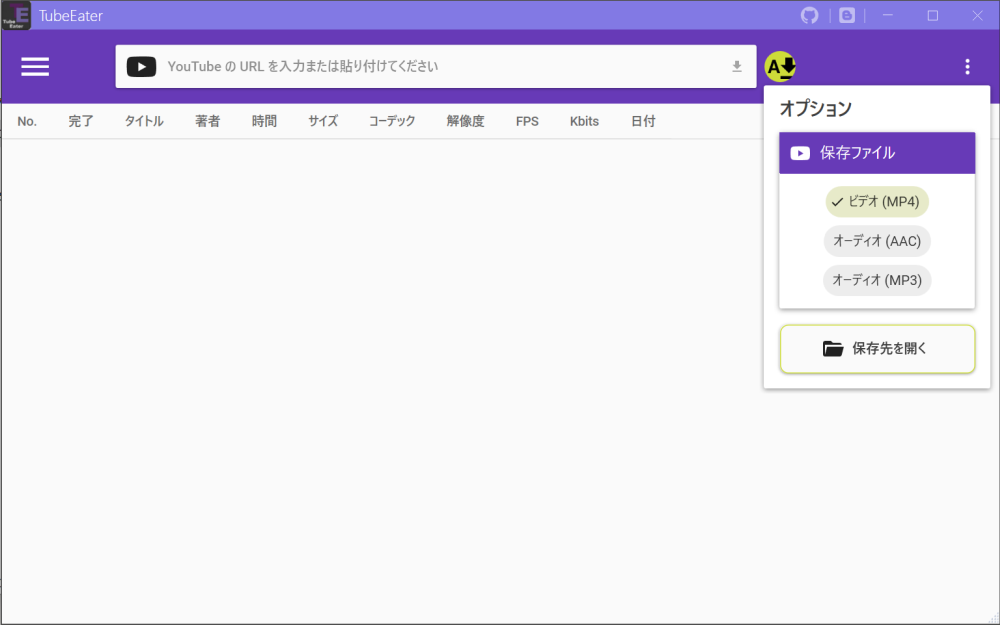 Tube E
Eater
TubeEater
YouTube の URL を入力または貼り付けてください
A
オプション
No. 完了 タイトル 著者 時間 サイズ コーデック 解像度 FPS Kbits 日付
保存ファイル
ビデオ (MP4)
オーディオ (AAC)
オーディオ (MP3)
保存先を開く